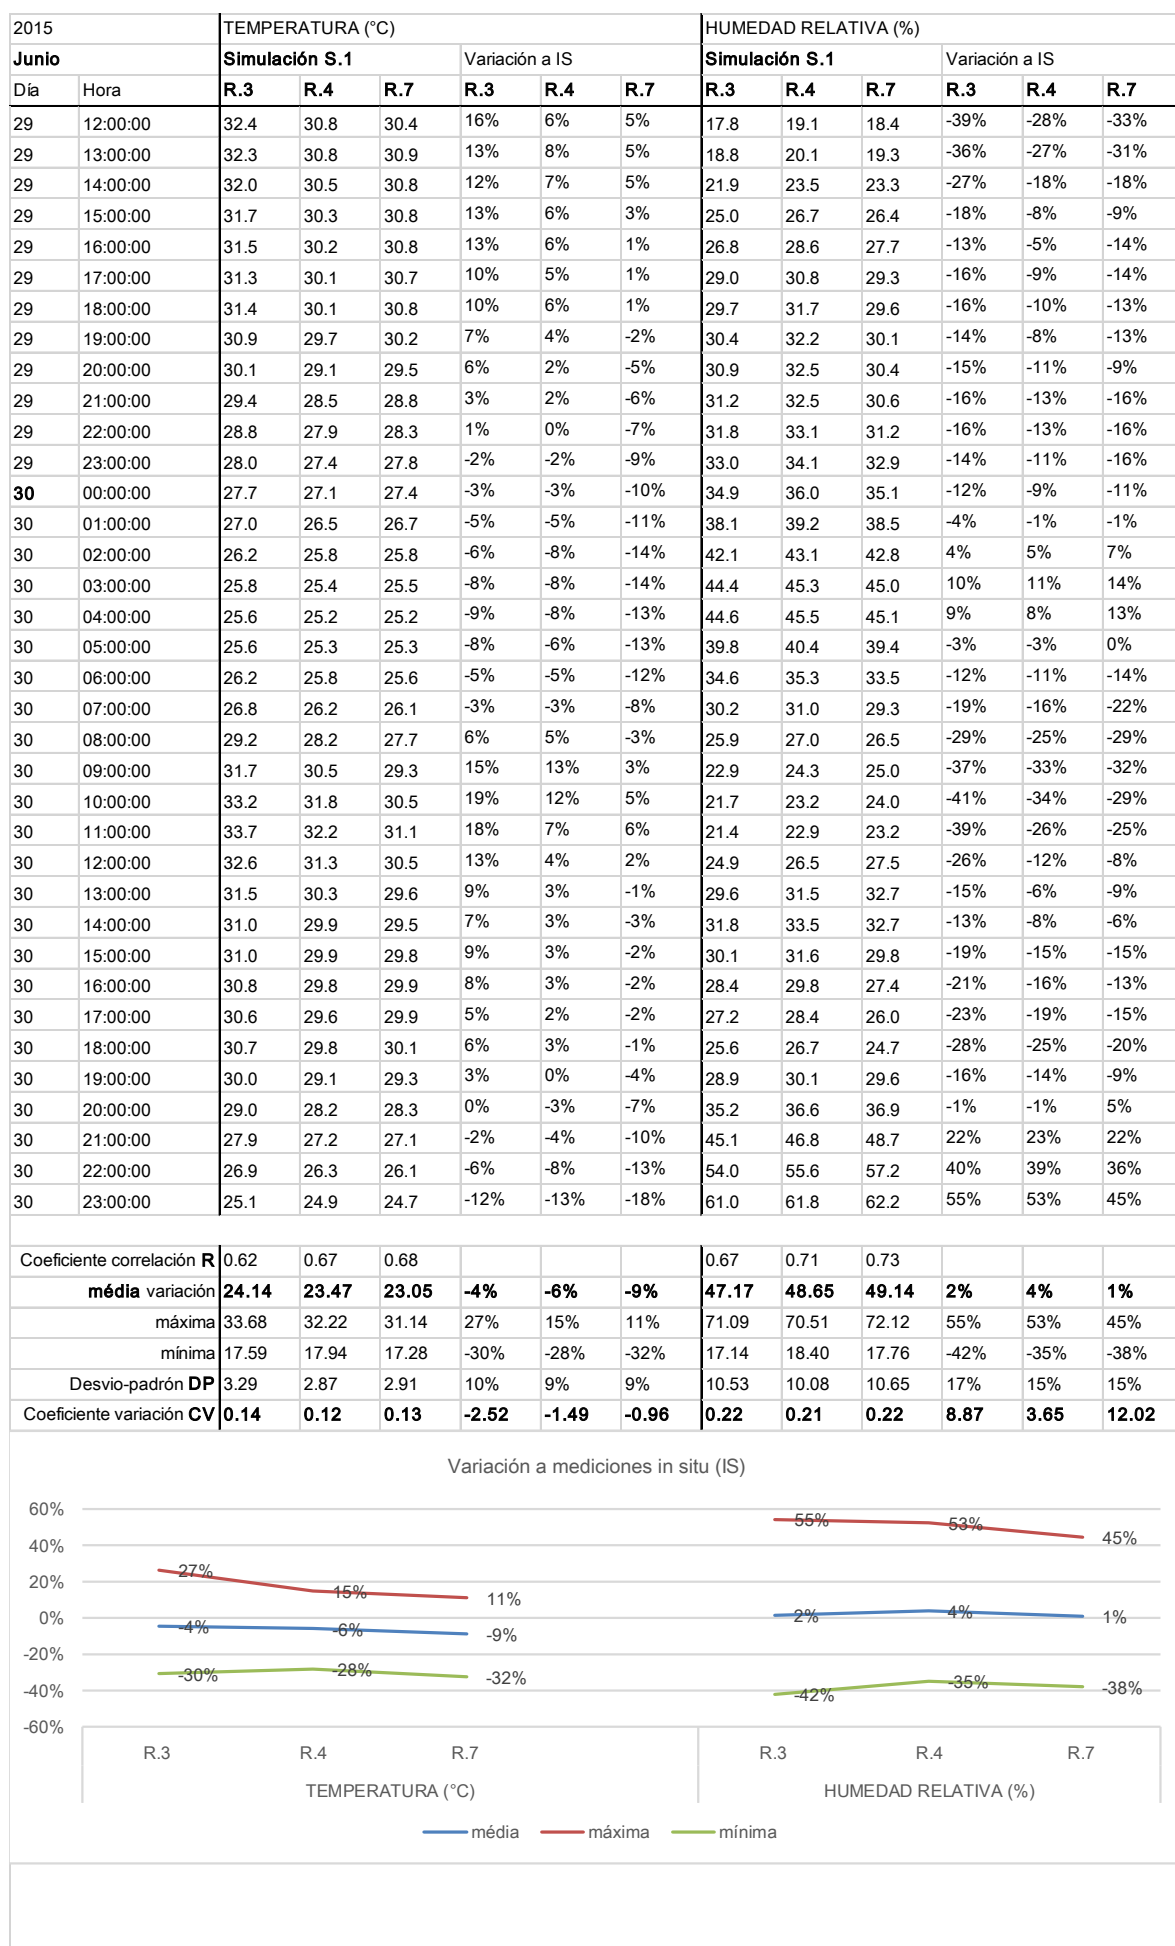 2015 TEMPERATURA (°C) HUMEDAD RELATIVA (%)
Junio Simulación S.1 Variación a IS Simulación S.1 Variación a IS
Día Hora R.3 R.4 R.7 R.3 R.4 R.7 R.3 R.4 R.7 R.3 R.4 R.7
29 12:00:00 32.4 30.8 30.4 16% 6% 5% 17.8 19.1 18.4 -39% -28% -33%
29 13:00:00 32.3 30.8 30.9 13% 8% 5% 18.8 20.1 19.3 -36% -27% -31%
29 14:00:00 32.0 30.5 30.8 12% 7% 5% 21.9 23.5 23.3 -27% -18% -18%
29 15:00:00 31.7 30.3 30.8 13% 6% 3% 25.0 26.7 26.4 -18% -8% -9%
29 16:00:00 31.5 30.2 30.8 13% 6% 1% 26.8 28.6 27.7 -13% -5% -14%
29 17:00:00 31.3 30.1 30.7 10% 5% 1% 29.0 30.8 29.3 -16% -9% -14%
29 18:00:00 31.4 30.1 30.8 10% 6% 1% 29.7 31.7 29.6 -16% -10% -13%
29 19:00:00 30.9 29.7 30.2 7% 4% -2% 30.4 32.2 30.1 -14% -8% -13%
29 20:00:00 30.1 29.1 29.5 6% 2% -5% 30.9 32.5 30.4 -15% -11% -9%
29 21:00:00 29.4 28.5 28.8 3% 2% -6% 31.2 32.5 30.6 -16% -13% -16%
29 22:00:00 28.8 27.9 28.3 1% 0% -7% 31.8 33.1 31.2 -16% -13% -16%
29 23:00:00 28.0 27.4 27.8 -2% -2% -9% 33.0 34.1 32.9 -14% -11% -16%
30 00:00:00 27.7 27.1 27.4 -3% -3% -10% 34.9 36.0 35.1 -12% -9% -11%
30 01:00:00 27.0 26.5 26.7 -5% -5% -11% 38.1 39.2 38.5 -4% -1% -1%
30 02:00:00 26.2 25.8 25.8 -6% -8% -14% 42.1 43.1 42.8 4% 5% 7%
30 03:00:00 25.8 25.4 25.5 -8% -8% -14% 44.4 45.3 45.0 10% 11% 14%
30 04:00:00 25.6 25.2 25.2 -9% -8% -13% 44.6 45.5 45.1 9% 8% 13%
30 05:00:00 25.6 25.3 25.3 -8% -6% -13% 39.8 40.4 39.4 -3% -3% 0%
30 06:00:00 26.2 25.8 25.6 -5% -5% -12% 34.6 35.3 33.5 -12% -11% -14%
30 07:00:00 26.8 26.2 26.1 -3% -3% -8% 30.2 31.0 29.3 -19% -16% -22%
30 08:00:00 29.2 28.2 27.7 6% 5% -3% 25.9 27.0 26.5 -29% -25% -29%
30 09:00:00 31.7 30.5 29.3 15% 13% 3% 22.9 24.3 25.0 -37% -33% -32%
30 10:00:00 33.2 31.8 30.5 19% 12% 5% 21.7 23.2 24.0 -41% -34% -29%
30 11:00:00 33.7 32.2 31.1 18% 7% 6% 21.4 22.9 23.2 -39% -26% -25%
30 12:00:00 32.6 31.3 30.5 13% 4% 2% 24.9 26.5 27.5 -26% -12% -8%
30 13:00:00 31.5 30.3 29.6 9% 3% -1% 29.6 31.5 32.7 -15% -6% -9%
30 14:00:00 31.0 29.9 29.5 7% 3% -3% 31.8 33.5 32.7 -13% -8% -6%
30 15:00:00 31.0 29.9 29.8 9% 3% -2% 30.1 31.6 29.8 -19% -15% -15%
30 16:00:00 30.8 29.8 29.9 8% 3% -2% 28.4 29.8 27.4 -21% -16% -13%
30 17:00:00 30.6 29.6 29.9 5% 2% -2% 27.2 28.4 26.0 -23% -19% -15%
30 18:00:00 30.7 29.8 30.1 6% 3% -1% 25.6 26.7 24.7 -28% -25% -20%
30 19:00:00 30.0 29.1 29.3 3% 0% -4% 28.9 30.1 29.6 -16% -14% -9%
30 20:00:00 29.0 28.2 28.3 0% -3% -7% 35.2 36.6 36.9 -1% -1% 5%
30 21:00:00 27.9 27.2 27.1 -2% -4% -10% 45.1 46.8 48.7 22% 23% 22%
30 22:00:00 26.9 26.3 26.1 -6% -8% -13% 54.0 55.6 57.2 40% 39% 36%
30 23:00:00 25.1 24.9 24.7 -12% -13% -18% 61.0 61.8 62.2 55% 53% 45%
Coeficiente correlación R 0.62 0.67 0.68 0.67 0.71 0.73
média variación 24.14 23.47 23.05 -4% -6% -9% 47.17 48.65 49.14 2% 4% 1%
máxima 33.68 32.22 31.14 27% 15% 11% 71.09 70.51 72.12 55% 53% 45%
mínima 17.59 17.94 17.28 -30% -28% -32% 17.14 18.40 17.76 -42% -35% -38%
Desvio-padrón DP 3.29 2.87 2.91 10% 9% 9% 10.53 10.08 10.65 17% 15% 15%
Coeficiente variación CV 0.14 0.12 0.13 -2.52 -1.49 -0.96 0.22 0.21 0.22 8.87 3.65 12.02
Variación a mediciones in situ (IS)
60%
55% 53% 45%
40%
27%
20%
15% 11%
0%
-4% -6% -9% 2% 4% 1%
-20%
-30% -28% -32%
-40%
-42% -35% -38%
-60%
R.3 R.4 R.7 R.3 R.4 R.7
TEMPERATURA (°C) HUMEDAD RELATIVA (%)
média máxima mínima